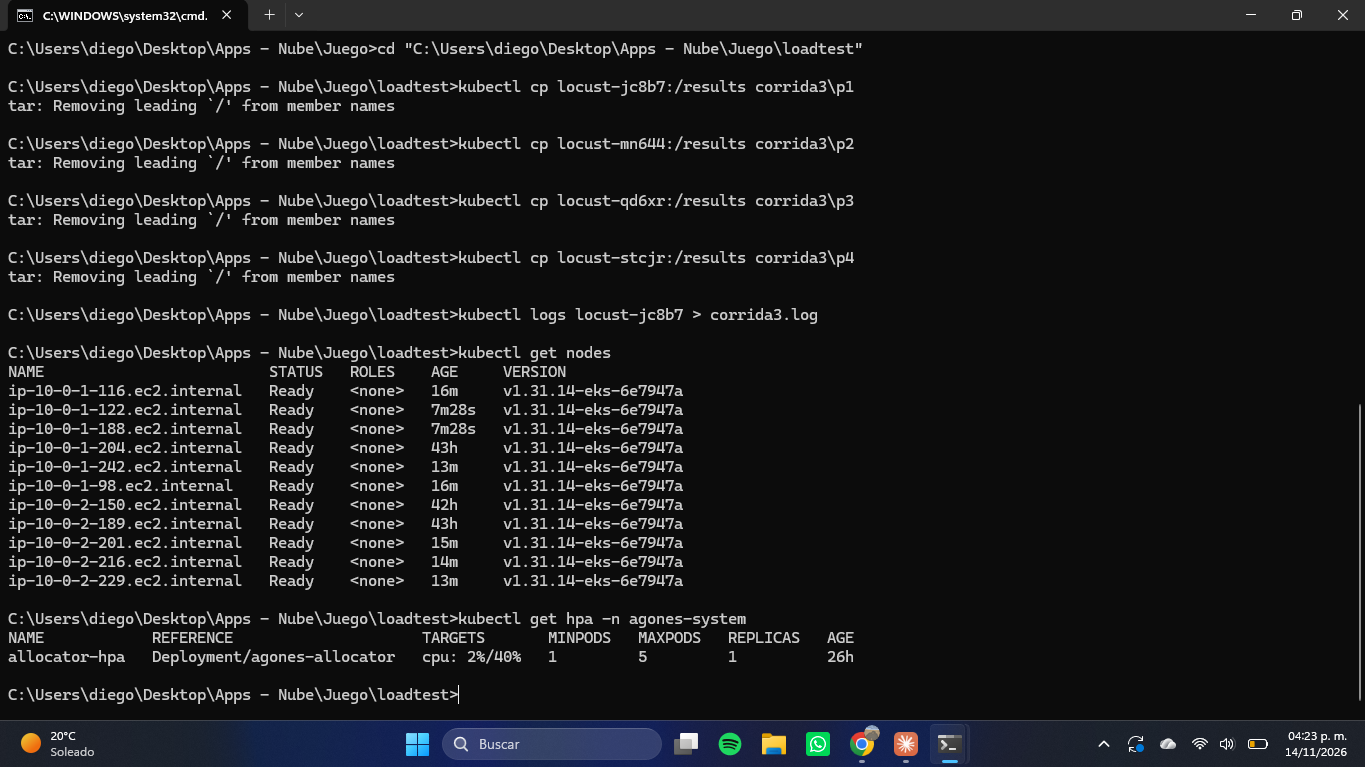 C:\WINDOWS\system32\cmd.
C:\Users\diego\Desktop\Apps - Nube\Juego>cd "C:\Users\diego\Desktop\Apps - Nube\Juego\loadtest"
C:\Users\diego\Desktop\Apps - Nube\Juego\loadtest>kubectl cp locust-jc8b7:/results corrida3\p1
tar: Removing leading `/' from member names
C:\Users\diego\Desktop\Apps - Nube\Juego\loadtest>kubectl cp locust-mn644:/results corrida3\p2
tar: Removing leading `/' from member names
C:\Users\diego\Desktop\Apps - Nube\Juego\loadtest>kubectl cp locust-qd6xr:/results corrida3\p3
tar: Removing leading `/' from member names
C:\Users\diego\Desktop\Apps - Nube\Juego\loadtest>kubectl cp locust-stcjr:/results corrida3\p4
tar: Removing leading `/' from member names
C:\Users\diego\Desktop\Apps - Nube\Juego\loadtest>kubectl logs locust-jc8b7 > corrida3.log
C:\Users\diego\Desktop\Apps - Nube\Juego\loadtest>kubectl get nodes
NAME STATUS ROLES AGE VERSION
ip-10-0-1-116.ec2.internal Ready <none> 16m v1.31.14-eks-6e7947a
ip-10-0-1-122.ec2.internal Ready <none> 7m28s v1.31.14-eks-6e7947a
ip-10-0-1-188.ec2.internal Ready <none> 7m28s v1.31.14-eks-6e7947a
ip-10-0-1-204.ec2.internal Ready <none> 43h v1.31.14-eks-6e7947a
ip-10-0-1-242.ec2.internal Ready <none> 13m v1.31.14-eks-6e7947a
ip-10-0-1-98.ec2.internal Ready <none> 16m v1.31.14-eks-6e7947a
ip-10-0-2-150.ec2.internal Ready <none> 42h v1.31.14-eks-6e7947a
ip-10-0-2-189.ec2.internal Ready <none> 43h v1.31.14-eks-6e7947a
ip-10-0-2-201.ec2.internal Ready <none> 15m v1.31.14-eks-6e7947a
ip-10-0-2-216.ec2.internal Ready <none> 14m v1.31.14-eks-6e7947a
ip-10-0-2-229.ec2.internal Ready <none> 13m v1.31.14-eks-6e7947a
C:\Users\diego\Desktop\Apps - Nube\Juego\loadtest>kubectl get hpa -n agones-system
NAME REFERENCE TARGETS MINPODS MAXPODS REPLICAS AGE
allocator-hpa Deployment/agones-allocator cpu: 2%/40% 1 5 1 26h
C:\Users\diego\Desktop\Apps - Nube\Juego\loadtest>
20°C
Soleado
Buscar
04:23 p. m.
14/11/2026